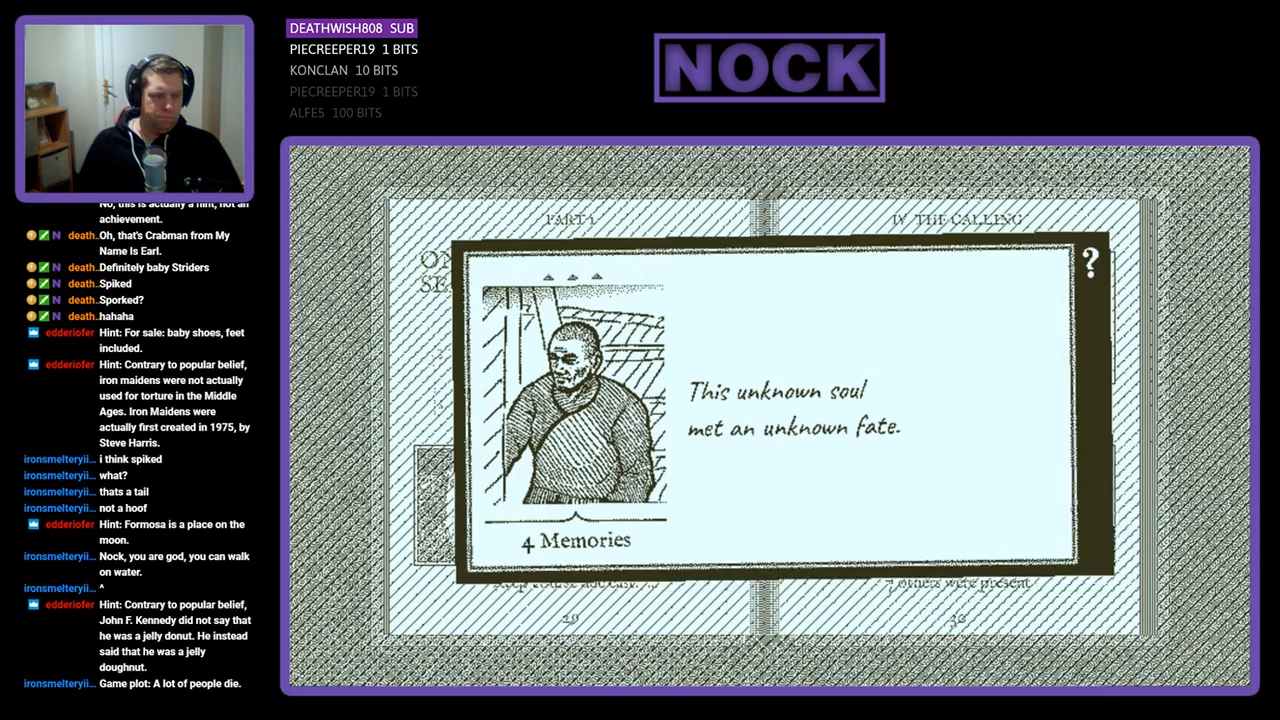 DEATHWISH808 SUB
PIECREEPER19 1 BITS
KONCLAN 10 BITS
PIECREEPER19 1 BITS
ALFE5 100 BITS
NOCK
No, this is actually a hint, not an
achievement.
death.. Oh, that's Crabman from My
Name Is Earl.
death.. Definitely baby Striders
death.. Spiked
death.. Sporked?
death.. hahaha
edderiofer Hint: For sale: baby shoes, feet
included.
edderiofer Hint: Contrary to popular belief,
iron maidens were not actually
used for torture in the Middle
Ages. Iron Maidens were
actually first created in 1975, by
Steve Harris.
ironsmelteryii... i think spiked
ironsmelteryii... what?
ironsmelteryii... thats a tail
ironsmelteryii... not a hoof
edderiofer Hint: Formosa is a place on the
moon.
ironsmelteryii... Nock, you are god, you can walk
on water.
ironsmelteryii... ^
edderiofer Hint: Contrary to popular belief,
John F. Kennedy did not say that
he was a jelly donut. He instead
said that he was a jelly
doughnut.
ironsmelteryii... Game plot: A lot of people die.
PART 1
IV THE CALLING
?
This unknown soul
met an unknown fate.
4 Memories
7 others were present
29
30